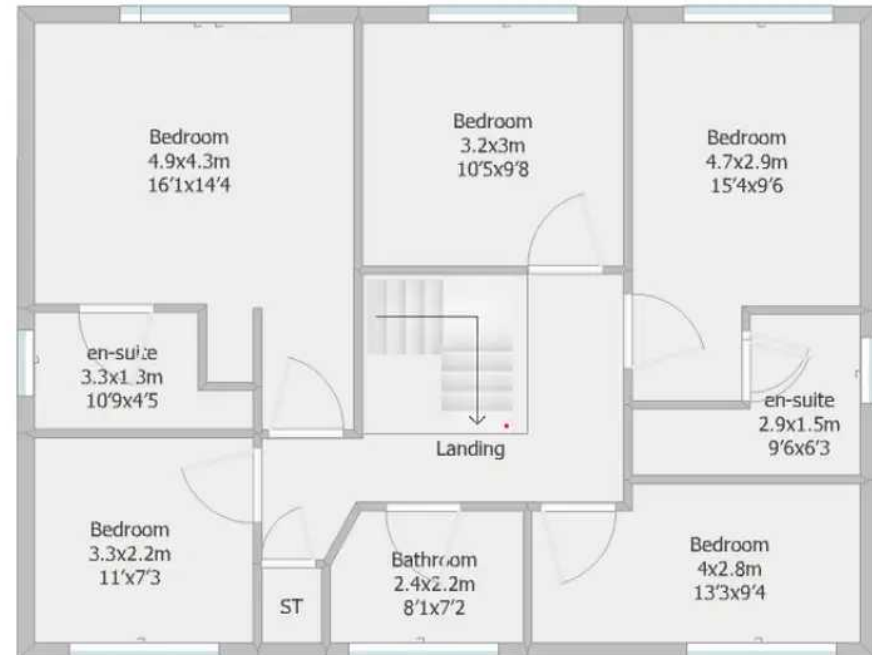 Bedroom
4.9x4.3m
16'1x14'4
Bedroom
3.2x3m
10'5x9'8
Bedroom
4.7x2.9m
15'4x9'6
en-suite
3.3x1.3m
10'9x4'5
en-suite
2.9x1.5m
9'6x6'3
Landing
Bedroom
3.3x2.2m
11'x7'3
ST
Bathroom
2.4x2.2m
8'1x7'2
Bedroom
4x2.8m
13'3x9'4